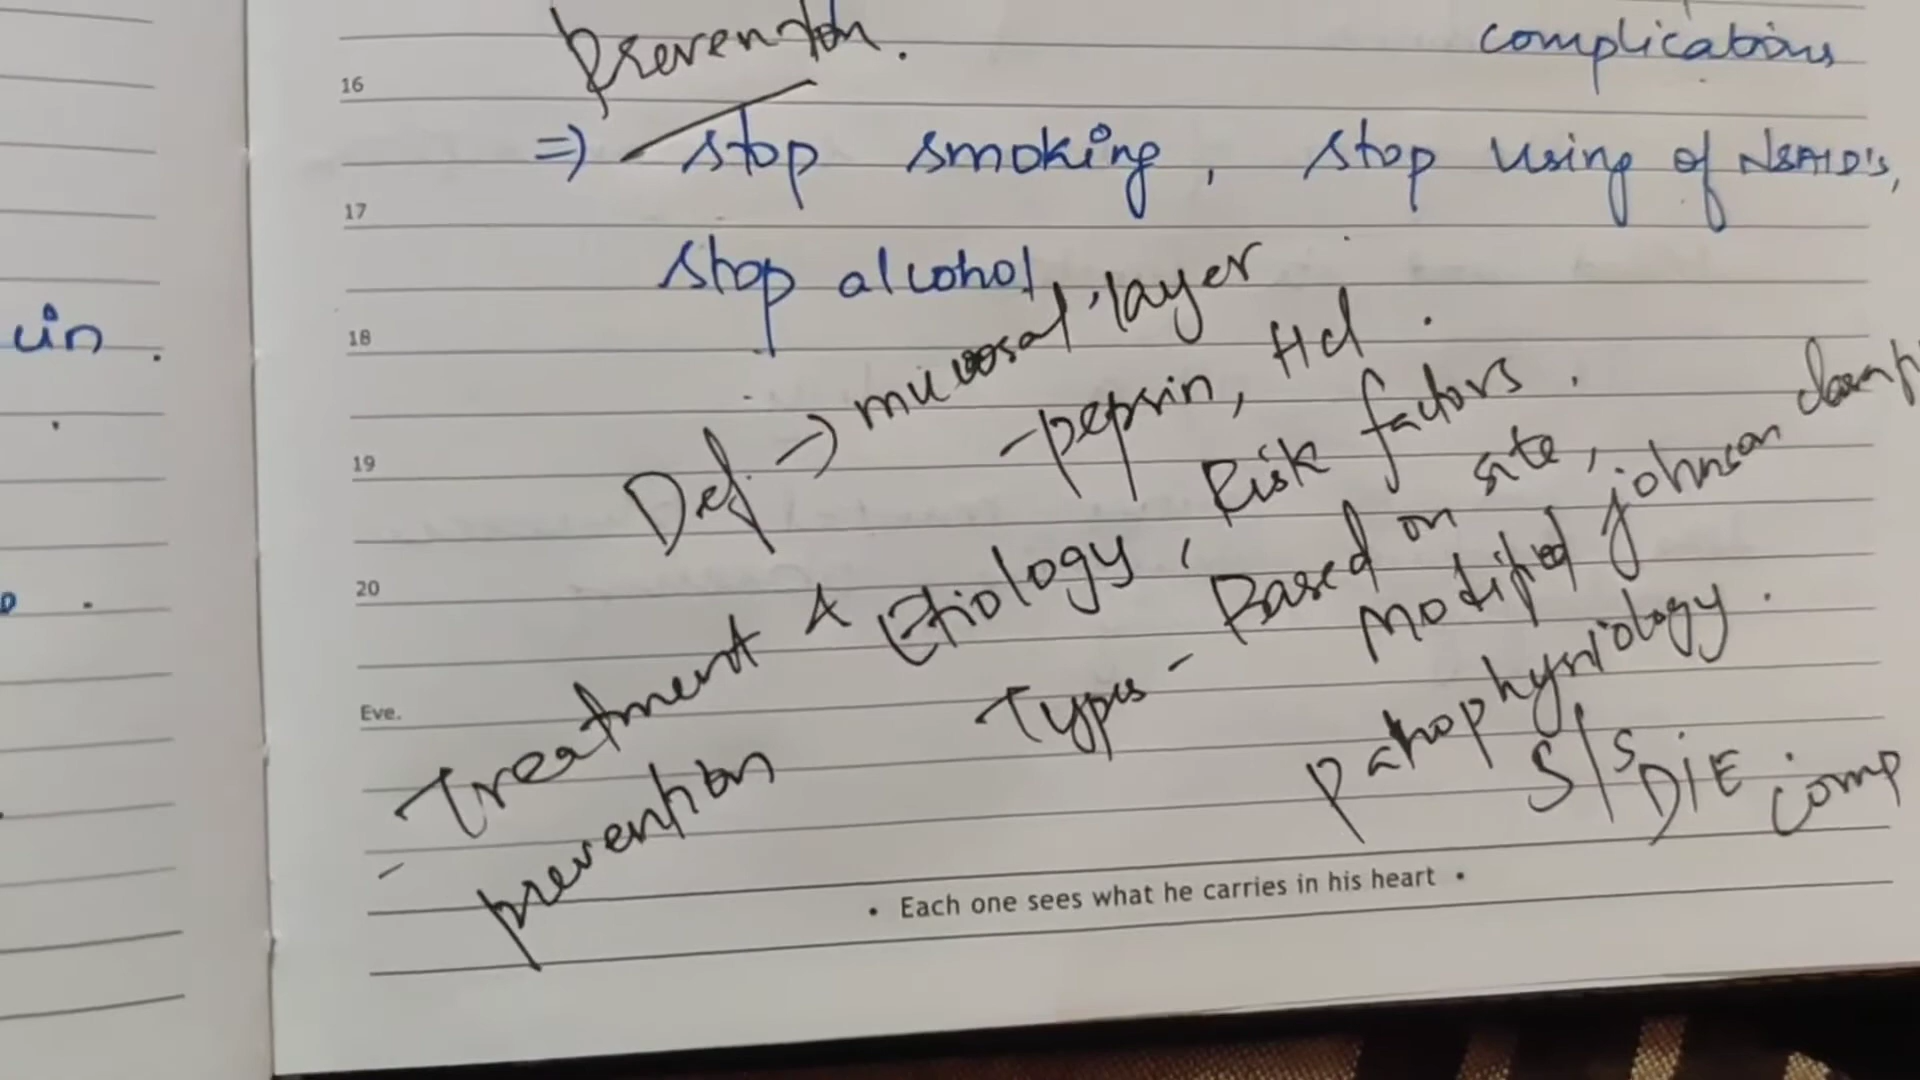 prevention.
complications
16
=) stop smoking, stop using of NSAID's,
17
stop alcohol
uin .
18
Def -> mucosal layer
-pepsin, Hcl.
19
Etiology, Risk factors.
20
Types - Based on site,
Modified johnson
Pathophysiology.
S/S D/E comp
Eve.
- Treatment &
prevention
• Each one sees what he carries in his heart •